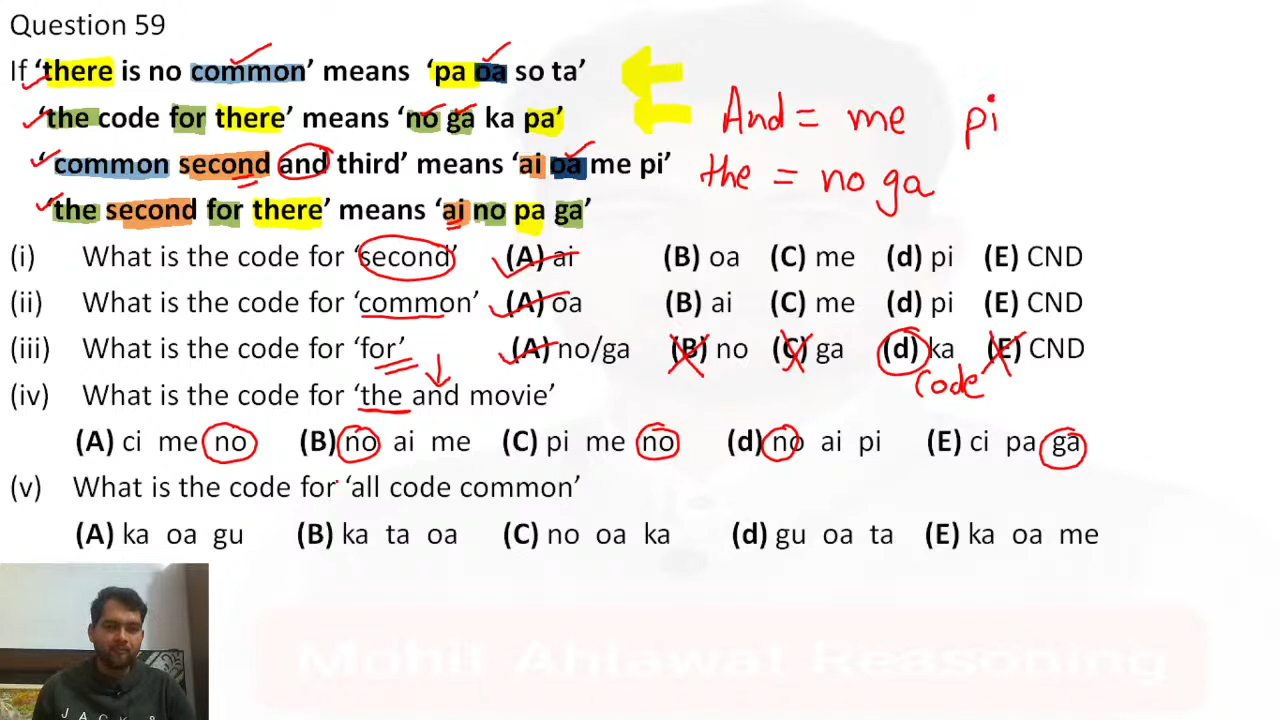 Question 59
If ‘there is no common’ means ‘pa oa so ta’
‘the code for there’ means ‘no ga ka pa’
‘ common second and third’ means ‘ai oa me pi’
‘the second for there’ means ‘ai no pa ga’
And = me pi
the = no ga
(i) What is the code for ‘second’ (A) ai (B) oa (C) me (d) pi (E) CND
(ii) What is the code for ‘common’ (A) oa (B) ai (C) me (d) pi (E) CND
(iii) What is the code for ‘for’ (A) no/ga (B) no (C) ga (d) ka (E) CND
code
(iv) What is the code for ‘the and movie’
(A) ci me no (B) no ai me (C) pi me no (d) no ai pi (E) ci pa ga
(v) What is the code for ‘all code common’
(A) ka oa gu (B) ka ta oa (C) no oa ka (d) gu oa ta (E) ka oa me
Mohit Ahlawat Reasoning